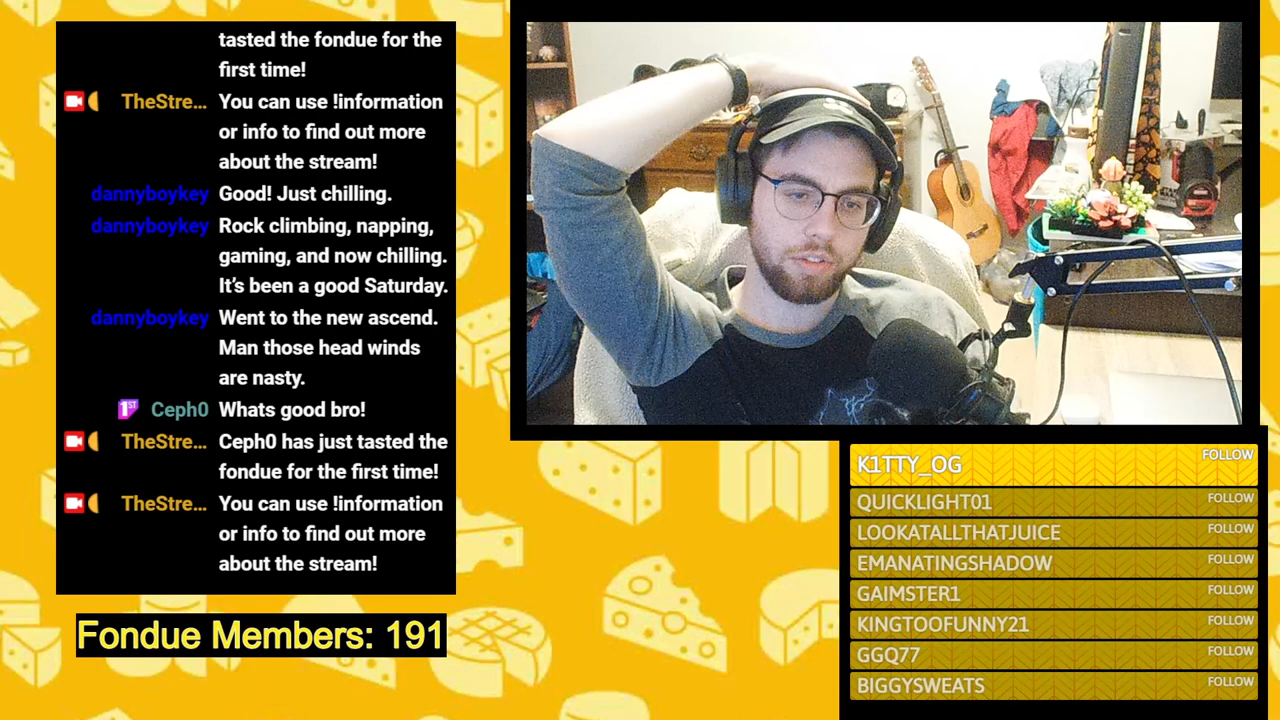 tasted the fondue for the
first time!
TheStre... You can use !information
or info to find out more
about the stream!
dannyboykey Good! Just chilling.
dannyboykey Rock climbing, napping,
gaming, and now chilling.
It's been a good Saturday.
dannyboykey Went to the new ascend.
Man those head winds
are nasty.
1ST Ceph0 Whats good bro!
TheStre... Ceph0 has just tasted the
fondue for the first time!
TheStre... You can use !information
or info to find out more
about the stream!
Fondue Members: 191
K1TTY_OG FOLLOW
QUICKLIGHT01 FOLLOW
LOOKATALLTHATJUICE FOLLOW
EMANATINGSHADOW FOLLOW
GAIMSTER1 FOLLOW
KINGTOOFUNNY21 FOLLOW
GGQ77 FOLLOW
BIGGYSWEATS FOLLOW